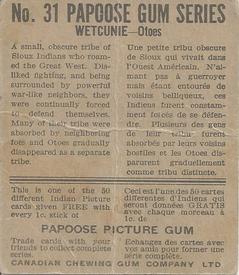 No. 31 PAPOOSE GUM SERIES
WETCUNIE—Otoes
A small, obscure tribe of
Sioux Indians who roam-
ed the Great West. Dis-
liked fighting, and being
surrounded by powerful
war-like neighbors, they
were continually forced
to defend themselves.
Many of their tribe were
absorbed by neighboring
foes and Otoes gradually
disappeared as a separate
tribe.
Une petite tribu obscure
de Sioux qui vivait dans
l'Ouest Américain. N'ai-
mant pas à guerroyer
mais étant entourée de
voisins belliqueux, ces
Indiens furent constam-
ment forcés de se défen-
dre. Plusieurs des gens
de leur tribu furent
absorbés par leurs voisins
hostiles et les Otoes dis-
parurent graduellement
comme tribu distincte.
This is one of the 50
different Indian Picture
cards given FREE with
every 1c. stick of
Ceci est l'une des 50 cartes
différentes d'Indiens qui
seront données GRATIS
avec chaque morceau à
1c. de
PAPOOSE PICTURE GUM
Trade cards with your
friends to collect complete
series.
Echangez des cartes avec
vos amis pour former une
série complète.
CANADIAN CHEWING GUM COMPANY LTD